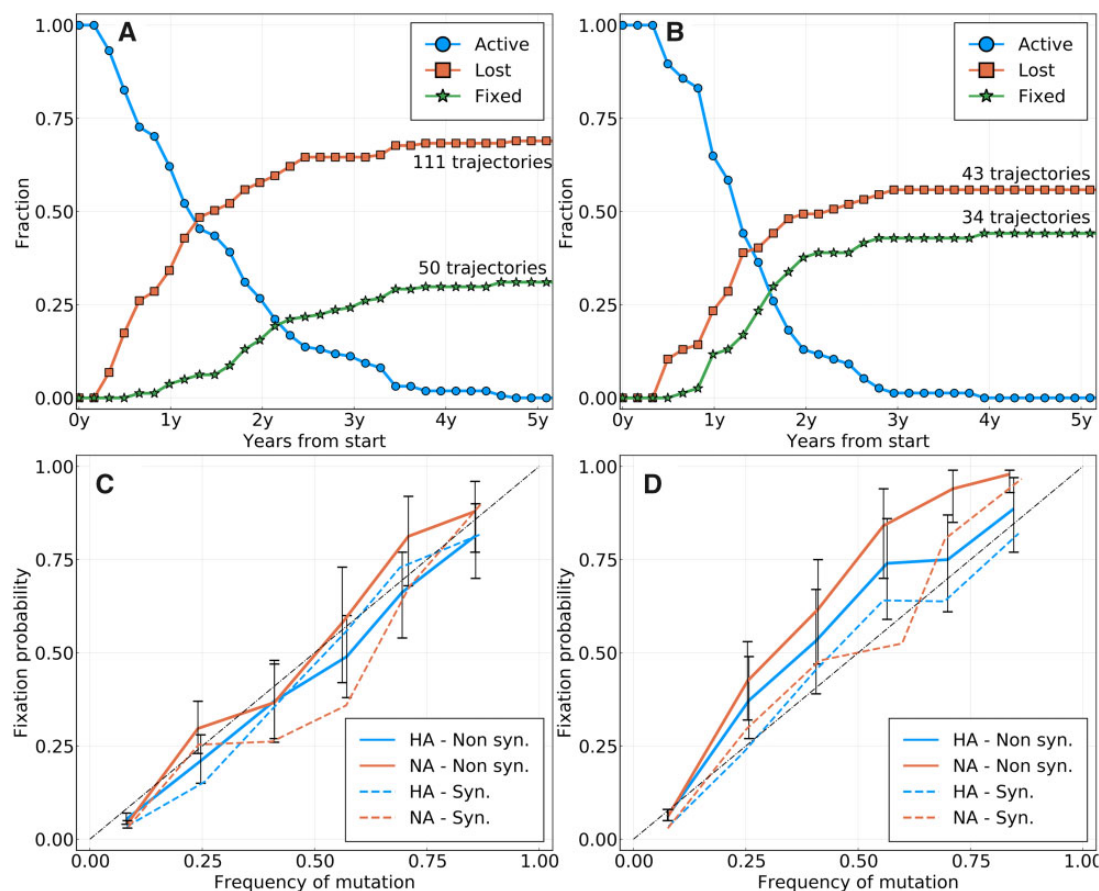 A
Active
Lost
Fixed
1.00
0.75
0.50
0.25
0.00
Fraction
111 trajectories
50 trajectories
0y
1y
2y
3y
4y
5y
Years from start
B
Active
Lost
Fixed
1.00
0.75
0.50
0.25
0.00
Fraction
43 trajectories
34 trajectories
0y
1y
2y
3y
4y
5y
Years from start
C
1.00
0.75
0.50
0.25
0.00
Fixation probability
HA - Non syn.
NA - Non syn.
HA - Syn.
NA - Syn.
0.00
0.25
0.50
0.75
1.00
Frequency of mutation
D
1.00
0.75
0.50
0.25
0.00
Fixation probability
HA - Non syn.
NA - Non syn.
HA - Syn.
NA - Syn.
0.00
0.25
0.50
0.75
1.00
Frequency of mutation